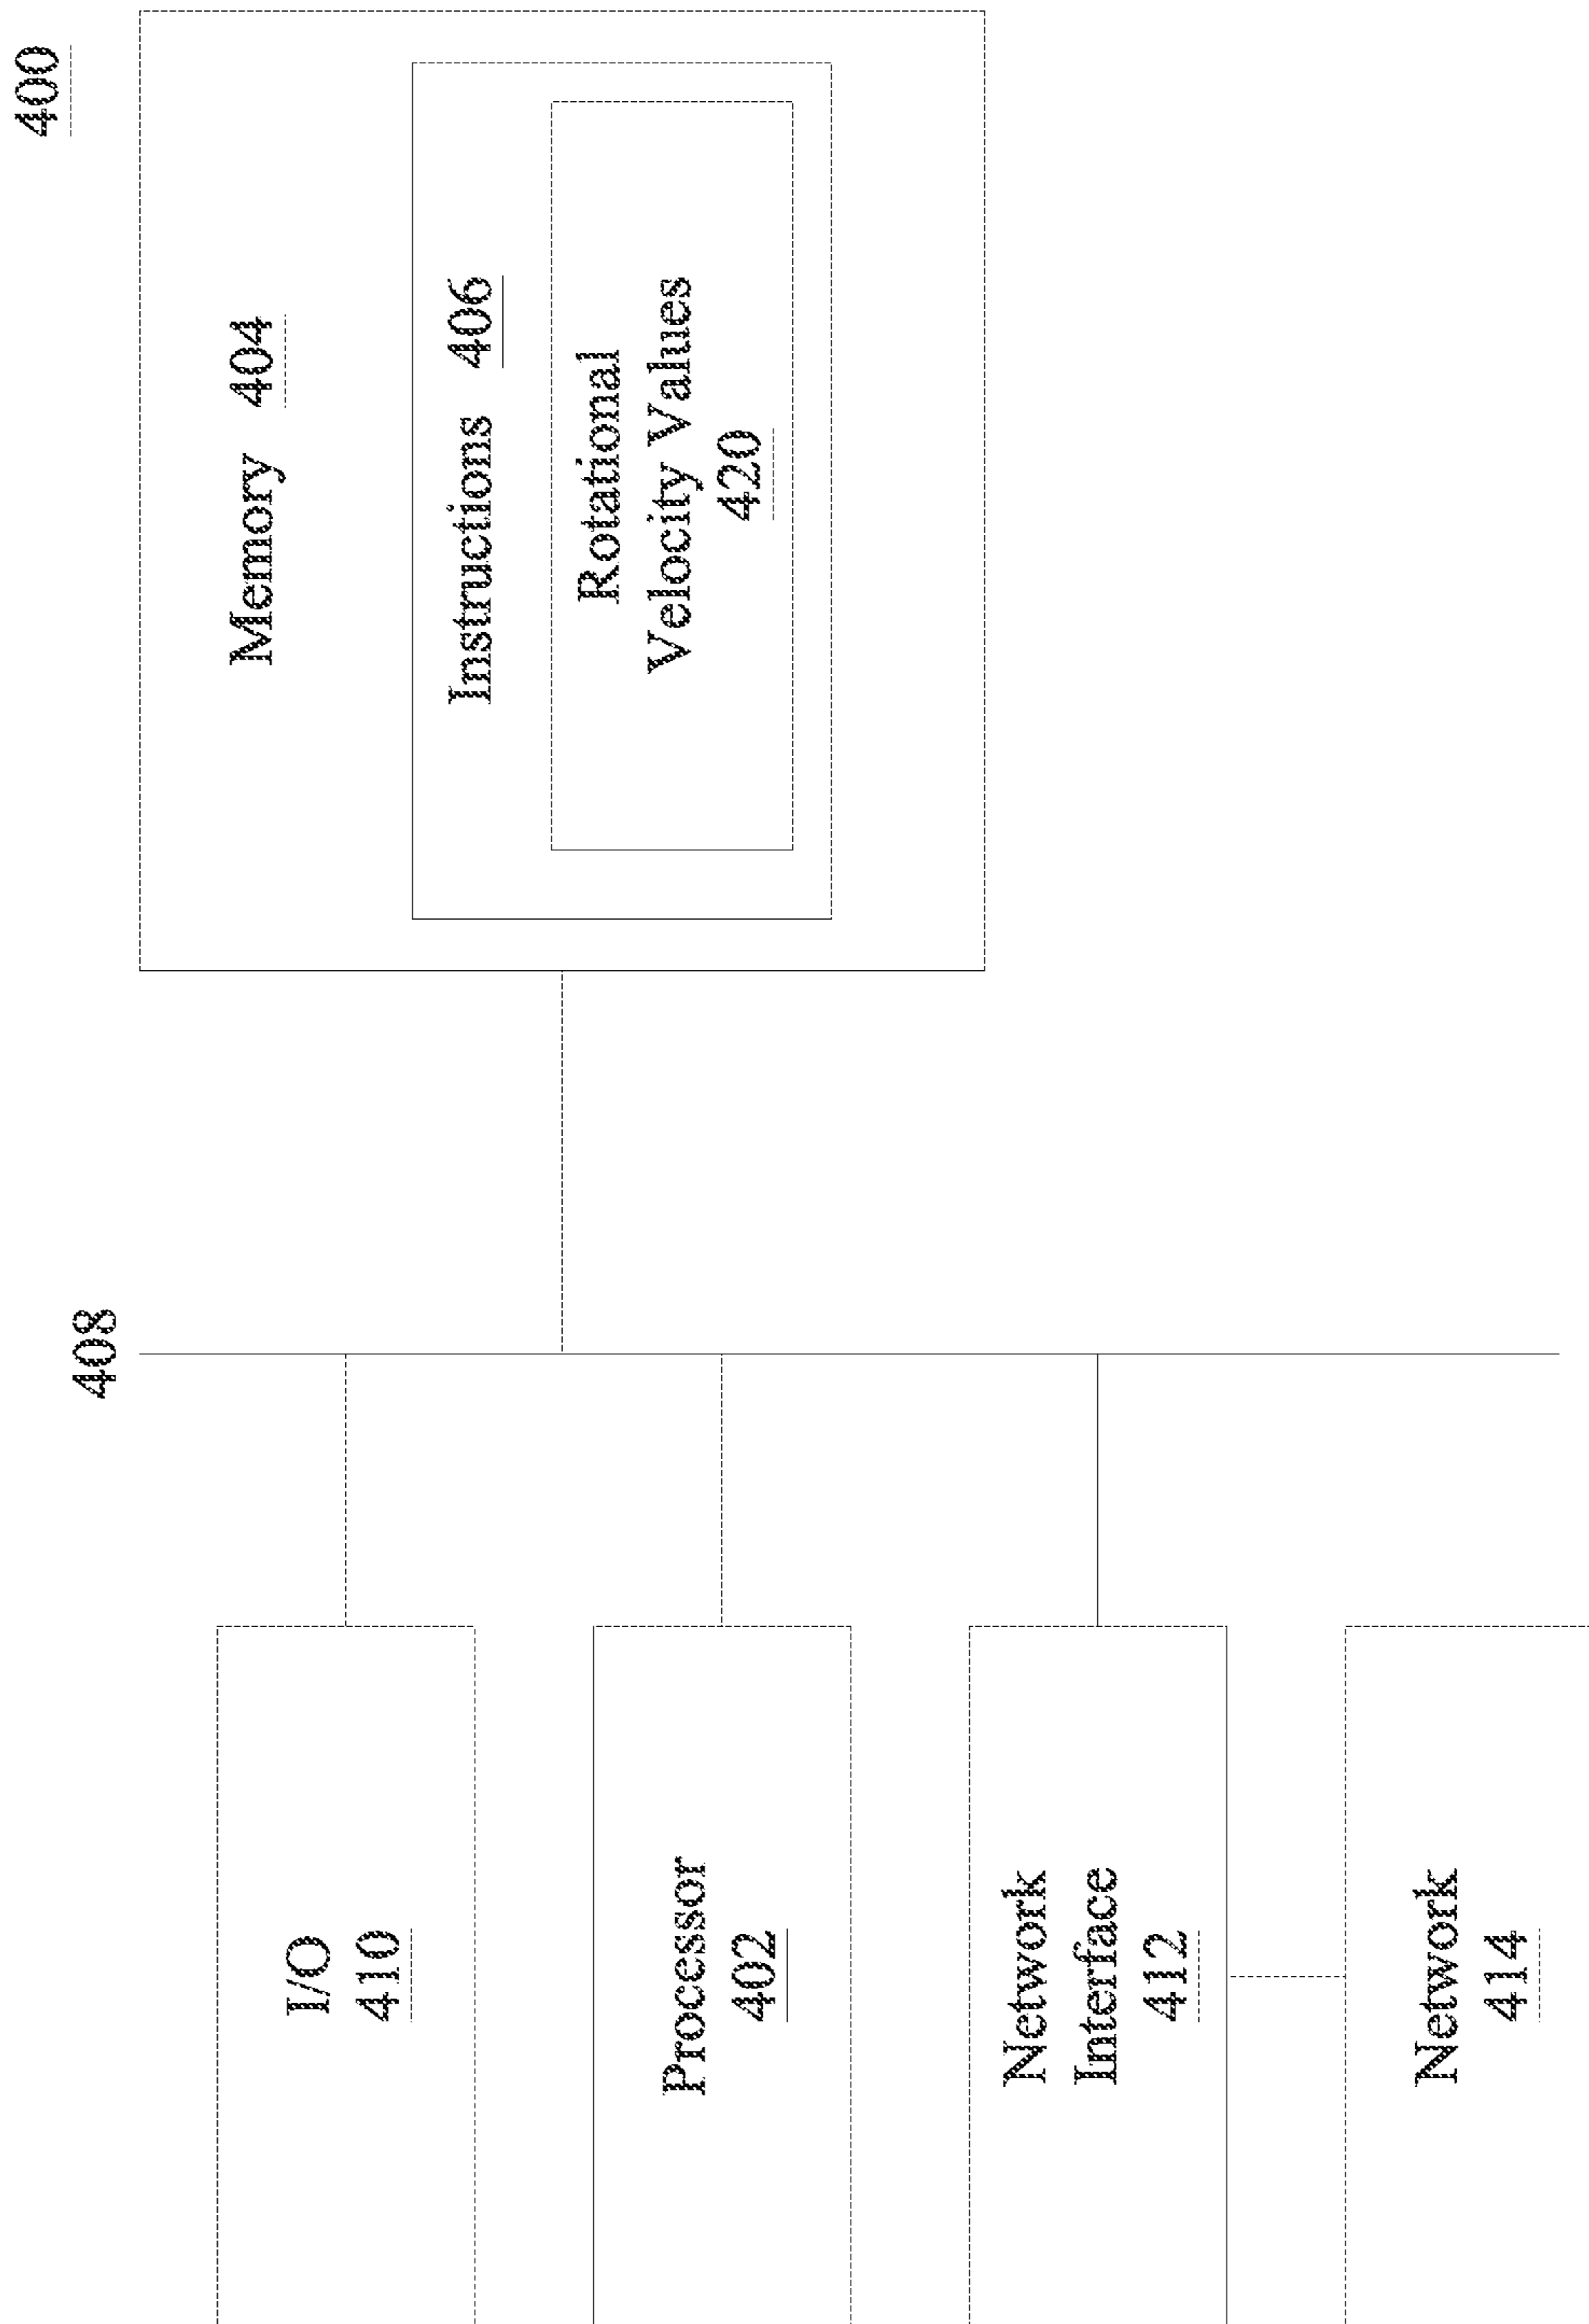 400
408
I/O
410
Processor
402
Network
Interface
412
Network
414
Memory 404
Instructions 406
Rotational
Velocity Values
420